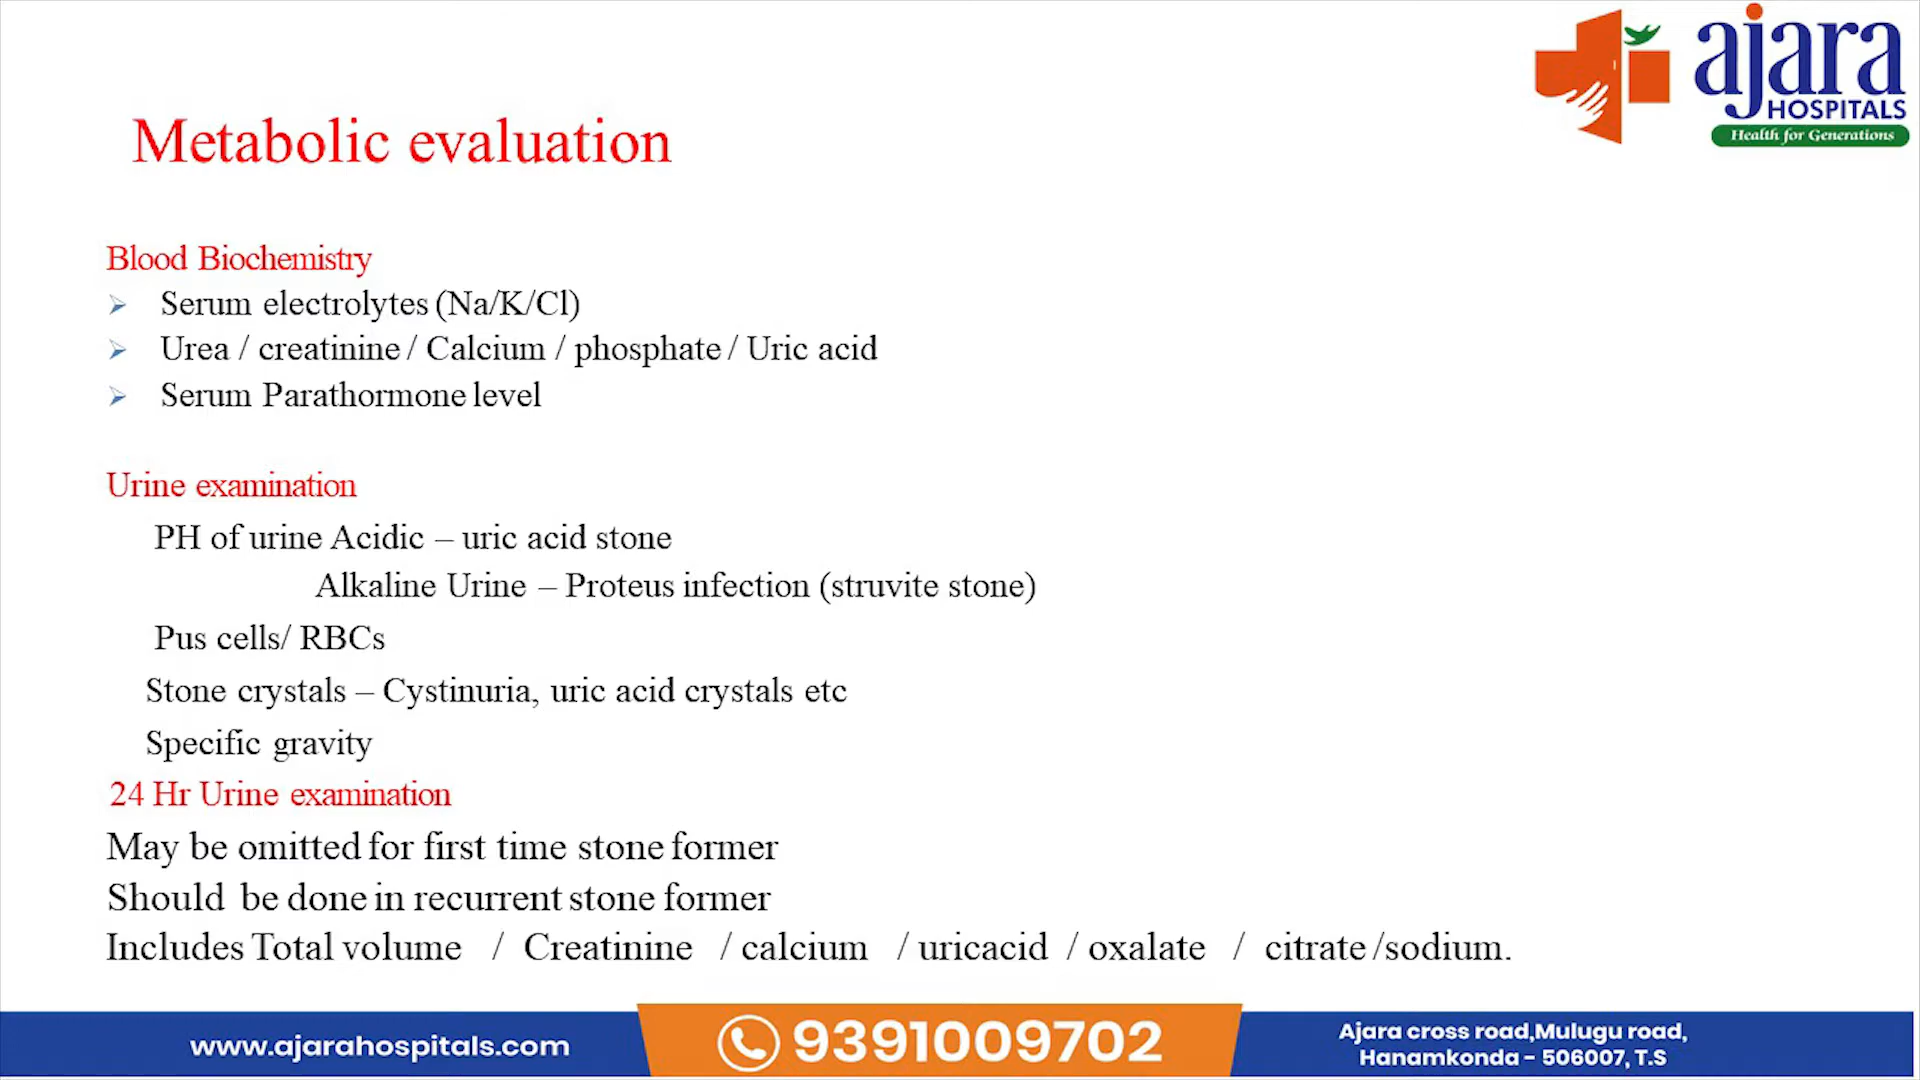 ajara
HOSPITALS
Health for Generations
Metabolic evaluation
Blood Biochemistry
Serum electrolytes (Na/K/Cl)
Urea / creatinine / Calcium / phosphate / Uric acid
Serum Parathormone level
Urine examination
PH of urine Acidic – uric acid stone
Alkaline Urine – Proteus infection (struvite stone)
Pus cells/ RBCs
Stone crystals – Cystinuria, uric acid crystals etc
Specific gravity
24 Hr Urine examination
May be omitted for first time stone former
Should be done in recurrent stone former
Includes Total volume / Creatinine / calcium / uricacid / oxalate / citrate /sodium.
www.ajarahospitals.com
9391009702
Ajara cross road,Mulugu road,
Hanamkonda - 506007, T.S